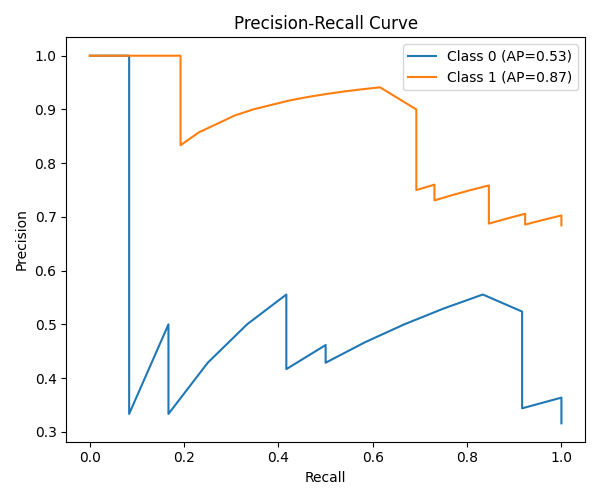 Precision-Recall Curve
Class 0 (AP=0.53)
Class 1 (AP=0.87)
1.0
0.9
0.8
0.7
0.6
0.5
0.4
0.3
Precision
0.0 0.2 0.4 0.6 0.8 1.0
Recall